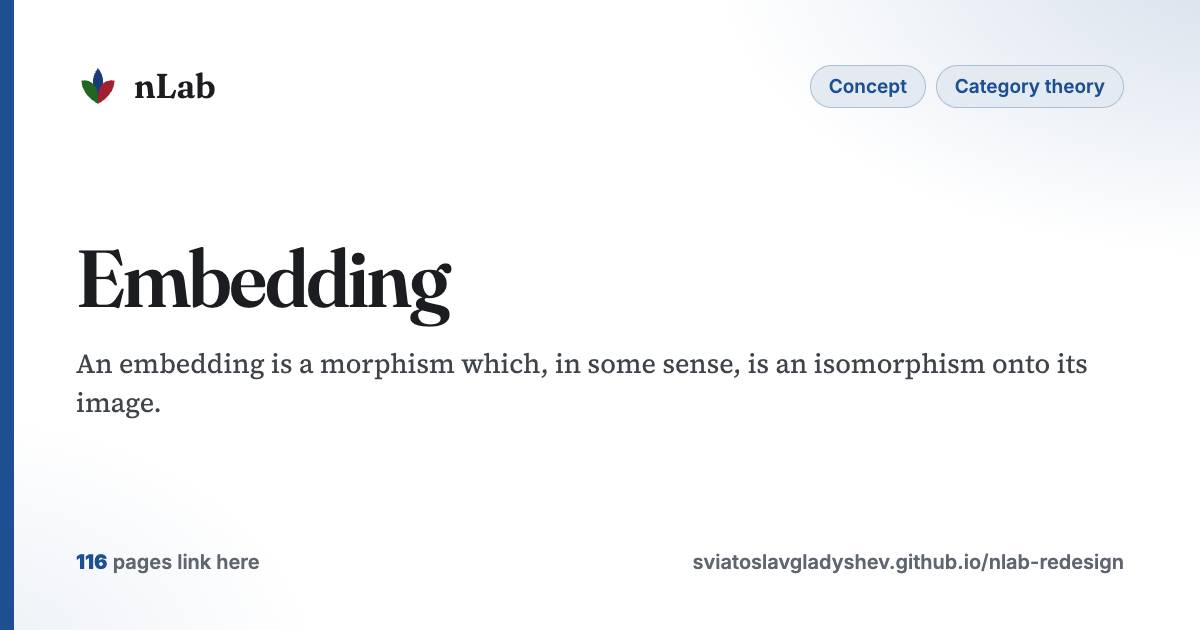 nLab
Concept
Category theory
Embedding
An embedding is a morphism which, in some sense, is an isomorphism onto its
image.
116 pages link here
sviatoslavgladyshev.github.io/nlab-redesign